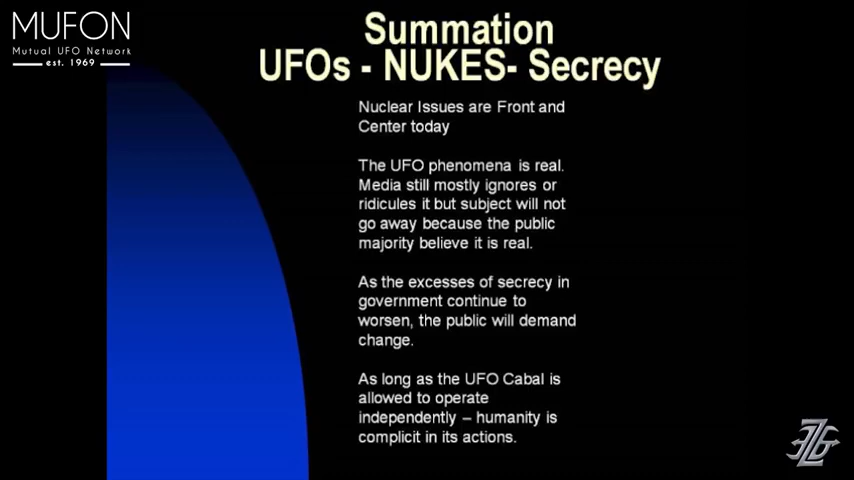 MUFON
Mutual UFO Network
est. 1969
Summation
UFOs - NUKES- Secrecy
Nuclear Issues are Front and
Center today
The UFO phenomena is real.
Media still mostly ignores or
ridicules it but subject will not
go away because the public
majority believe it is real.
As the excesses of secrecy in
government continue to
worsen, the public will demand
change.
As long as the UFO Cabal is
allowed to operate
independently – humanity is
complicit in its actions.